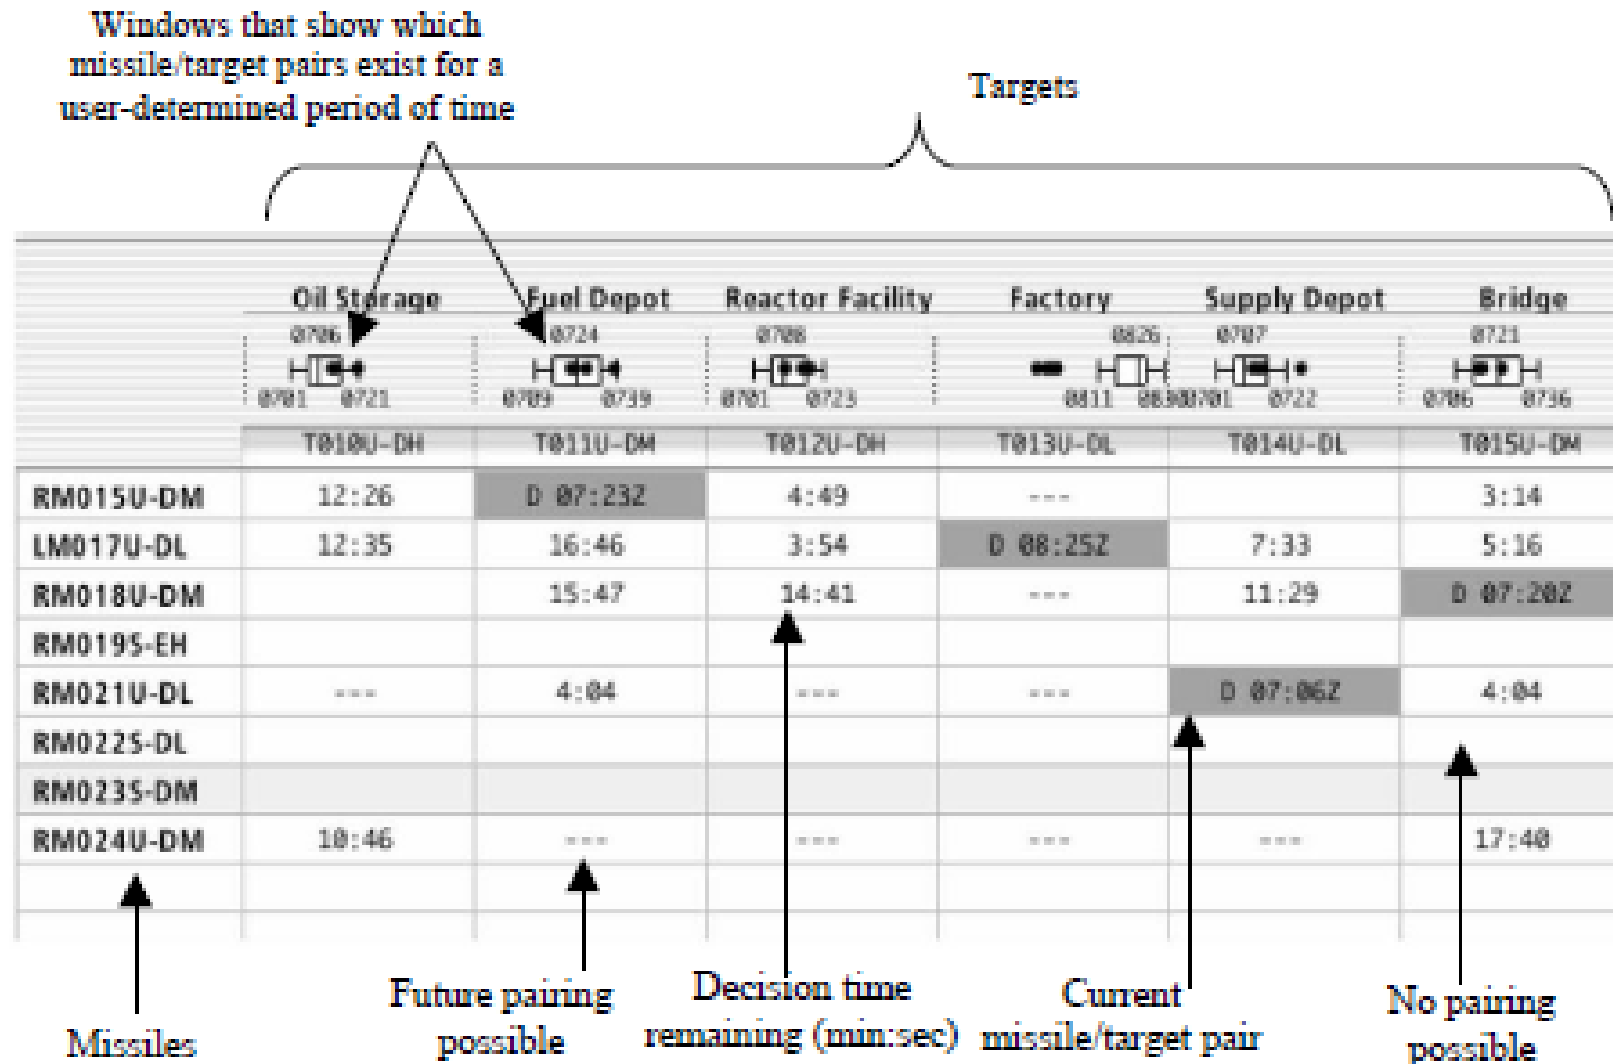 Windows that show which
missile/target pairs exist for a
user-determined period of time
Targets
Oil Storage Fuel Depot Reactor Facility Factory Supply Depot Bridge
0706 0724 0708 0826 0707 0721
0701 0721 0709 0739 0701 0723 0811 0701 0722 0706 0736
T010U-DH T011U-DM T012U-DH T013U-DL T014U-DL T015U-DM
RM015U-DM 12:26 D 07:23Z 4:49 --- 3:14
LM017U-DL 12:35 16:46 3:54 D 08:25Z 7:33 5:16
RM018U-DM 15:47 14:41 --- 11:29 D 07:20Z
RM019S-EH
RM021U-DL --- 4:04 --- --- D 07:06Z 4:04
RM022S-DL
RM023S-DM
RM024U-DM 10:46 --- --- --- --- 17:40
Missiles
Future pairing
possible
Decision time
remaining (min:sec)
Current
missile/target pair
No pairing
possible